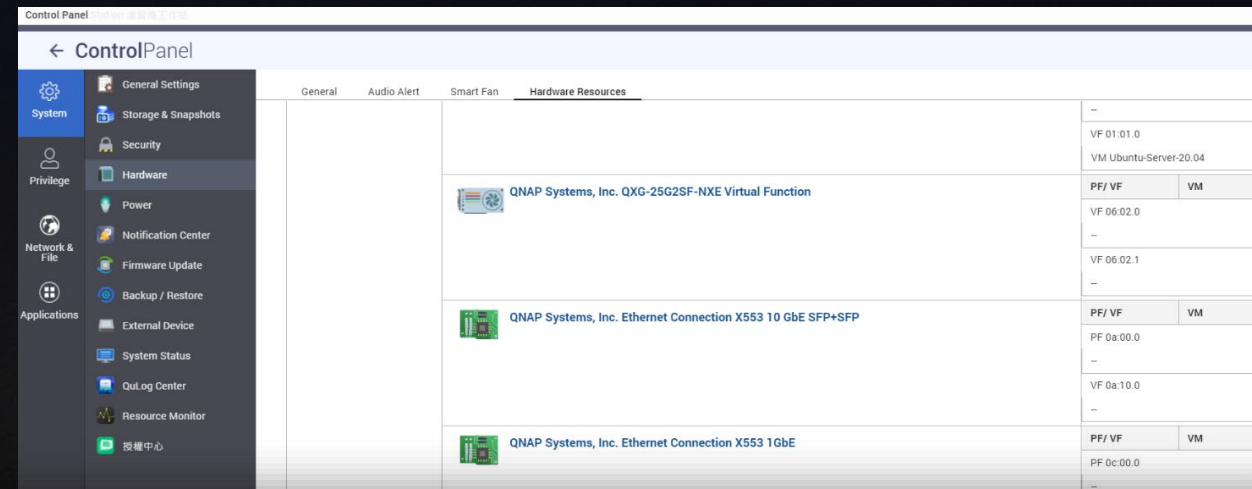 Control Panel
← ControlPanel
System
Privilege
Network &
File
Applications
General Settings
Storage & Snapshots
Security
Hardware
Power
Notification Center
Firmware Update
Backup / Restore
External Device
System Status
QuLog Center
Resource Monitor
授權中心
General Audio Alert Smart Fan Hardware Resources
--
VF 01:01.0
VM Ubuntu-Server-20.04
QNAP Systems, Inc. QXG-25G2SF-NXE Virtual Function
PF/ VF VM
VF 06:02.0
--
VF 06:02.1
--
QNAP Systems, Inc. Ethernet Connection X553 10 GbE SFP+SFP
PF/ VF VM
PF 0a:00.0
--
VF 0a:10.0
--
QNAP Systems, Inc. Ethernet Connection X553 1GbE
PF/ VF VM
PF 0c:00.0
--